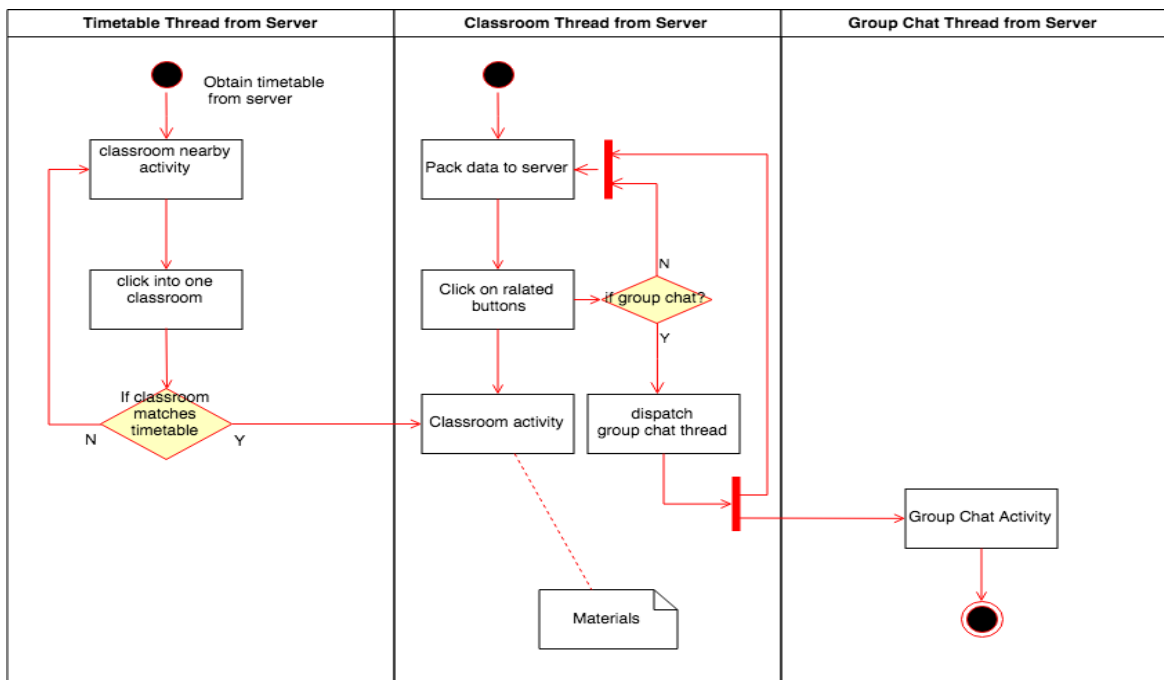 Timetable Thread from Server
Classroom Thread from Server
Group Chat Thread from Server
Obtain timetable
from server
classroom nearby
activity
click into one
classroom
If classroom
matches
timetable
N
Y
Pack data to server
Click on ralated
buttons
if group chat?
N
Y
Classroom activity
dispatch
group chat thread
Materials
Group Chat Activity